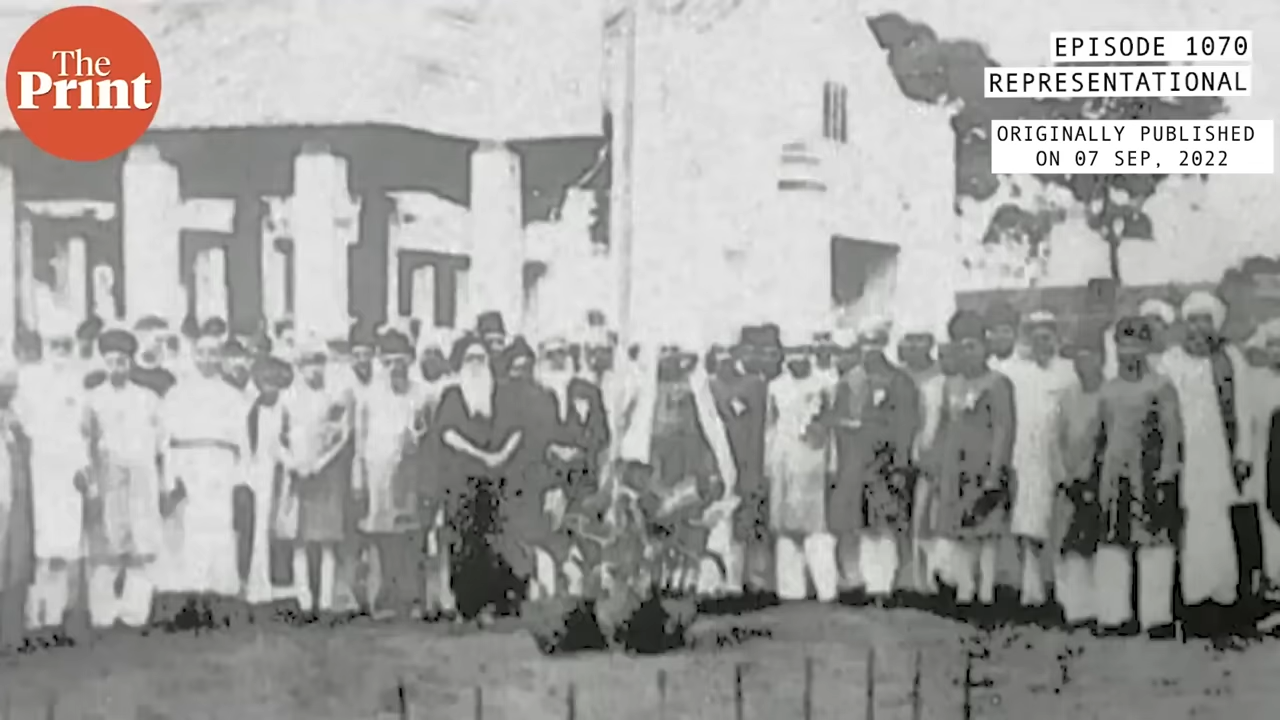 The
Print
EPISODE 1070
REPRESENTATIONAL
ORIGINALLY PUBLISHED
ON 07 SEP, 2022